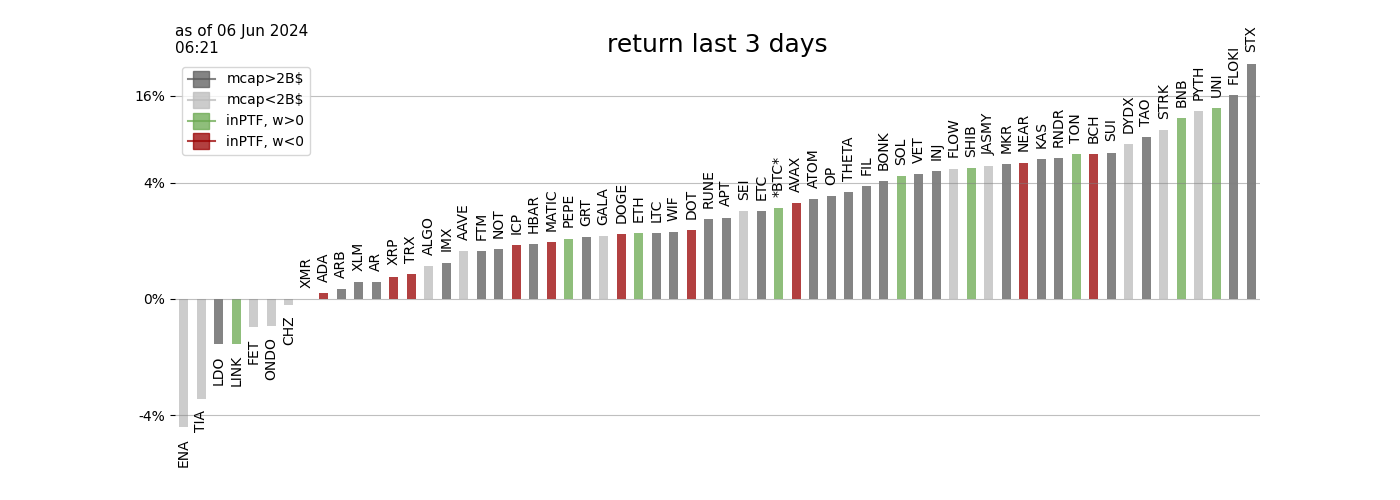 as of 06 Jun 2024
06:21
return last 3 days
mcap>2B$
mcap<2B$
inPTF, w>0
inPTF, w<0
16%
4%
0%
-4%
ENA
TIA
LDO
LINK
FET
ONDO
CHZ
XMR
ADA
ARB
XLM
AR
XRP
TRX
ALGO
IMX
AAVE
FTM
NOT
ICP
HBAR
MATIC
PEPE
GRT
GALA
DOGE
ETH
LTC
WIF
DOT
RUNE
APT
SEI
ETC
*BTC*
AVAX
ATOM
OP
THETA
FIL
BONK
SOL
VET
INJ
FLOW
SHIB
JASMY
MKR
NEAR
KAS
RNDR
TON
BCH
SUI
DYDX
TAO
STRK
BNB
PYTH
UNI
FLOKI
STX